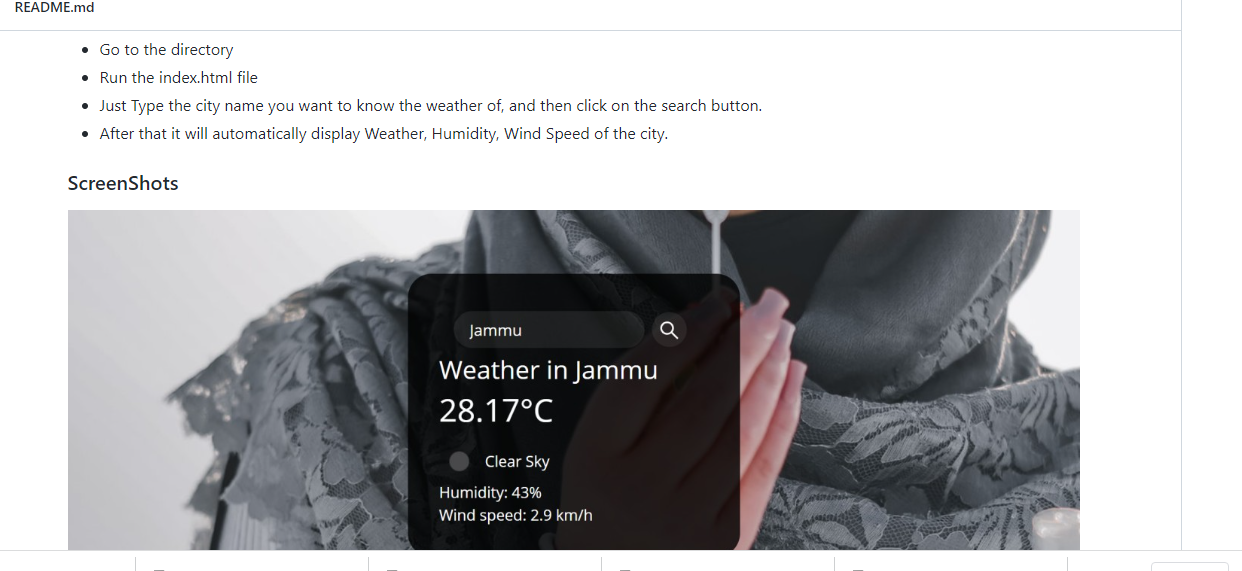 README.md
Go to the directory
Run the index.html file
Just Type the city name you want to know the weather of, and then click on the search button.
After that it will automatically display Weather, Humidity, Wind Speed of the city.
ScreenShots
Jammu
Weather in Jammu
28.17°C
Clear Sky
Humidity: 43%
Wind speed: 2.9 km/h